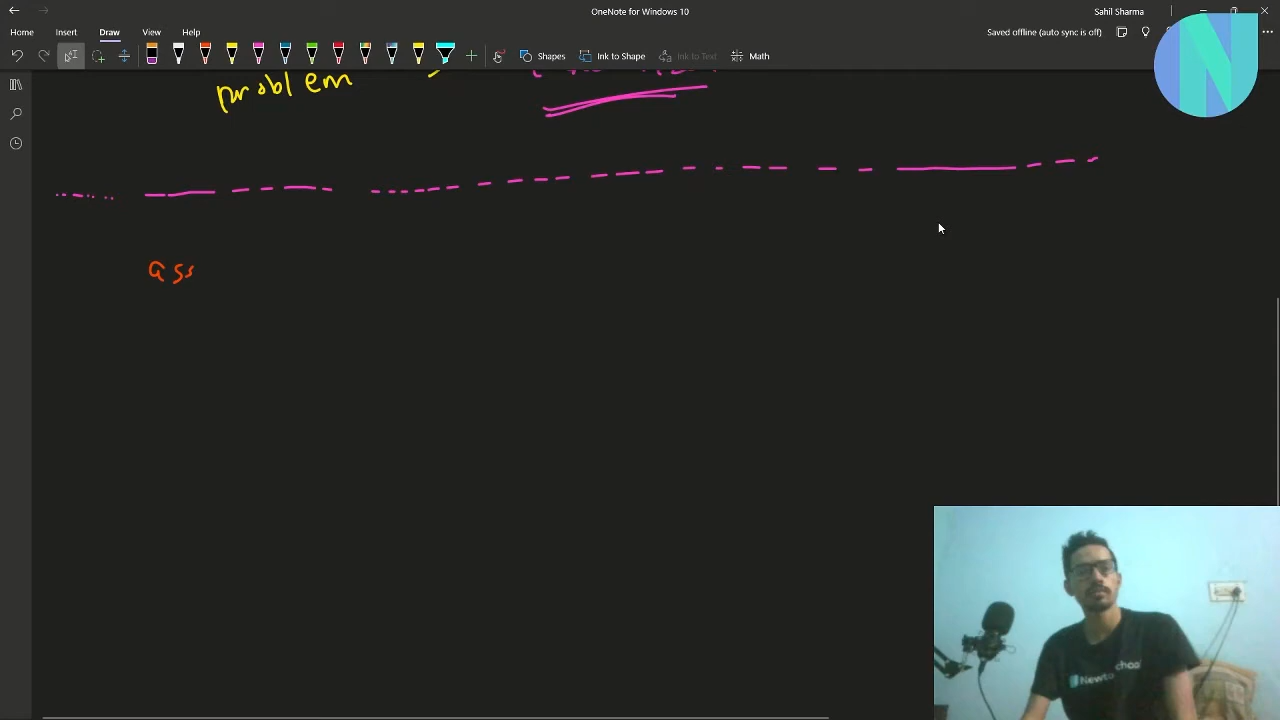 OneNote for Windows 10
Sahil Sharma
Home Insert Draw View Help
Saved offline (auto sync is off)
Shapes Ink to Shape Ink to Text Math
problem
ass
N